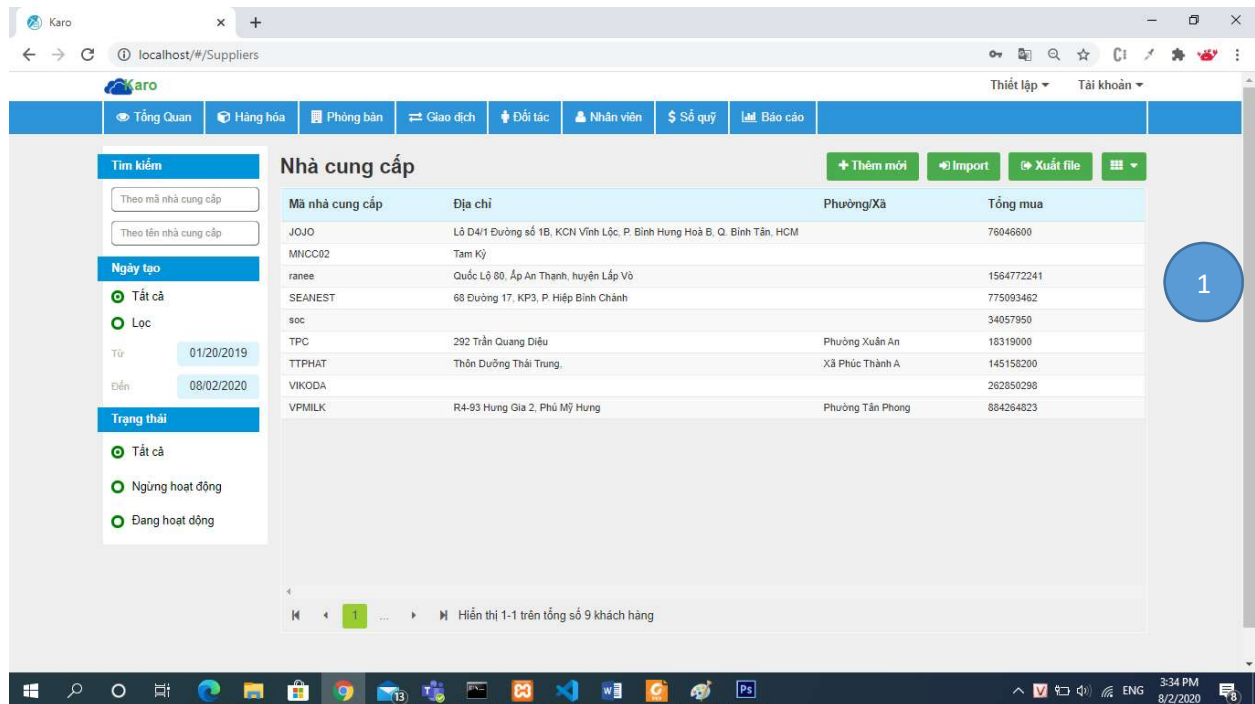 Karo
localhost/#/Suppliers
Karo
Thiết lập
Tài khoản
Tổng Quan
Hàng hóa
Phòng bàn
Giao dịch
Đối tác
Nhân viên
$ Sổ quỹ
Báo cáo
Tìm kiếm
Theo mã nhà cung cấp
Theo tên nhà cung cấp
Ngày tạo
Tất cả
Lọc
Từ 01/20/2019
Đến 08/02/2020
Trạng thái
Tất cả
Ngừng hoạt động
Đang hoạt dộng
Nhà cung cấp
+ Thêm mới
Import
Xuất file
Mã nhà cung cấp Địa chỉ Phường/Xã Tổng mua
JOJO Lô D4/1 Đường số 1B, KCN Vĩnh Lộc, P. Bình Hưng Hoà B, Q. Bình Tân, HCM 76046600
MNCC02 Tam Kỳ
ranee Quốc Lộ 80, Ấp An Thạnh, huyện Lấp Vò 1564772241
SEANEST 68 Đường 17, KP3, P. Hiệp Bình Chánh 775093462
soc 34057950
TPC 292 Trần Quang Diệu Phường Xuân An 18319000
TTPHAT Thôn Dưỡng Thái Trung, Xã Phúc Thành A 145158200
VIKODA 262850298
VPMILK R4-93 Hưng Gia 2, Phú Mỹ Hưng Phường Tân Phong 884264823
1 ... Hiển thị 1-1 trên tổng số 9 khách hàng
1
13
W
Ps
V
ENG
3:34 PM
8/2/2020
8